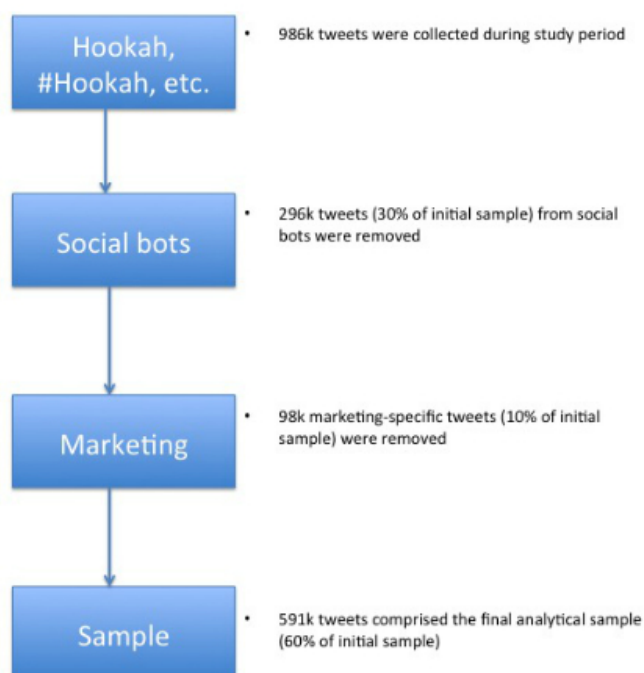 Hookah,
#Hookah, etc.
• 986k tweets were collected during study period
Social bots
• 296k tweets (30% of initial sample) from social
bots were removed
Marketing
• 98k marketing-specific tweets (10% of initial
sample) were removed
Sample
• 591k tweets comprised the final analytical sample
(60% of initial sample)